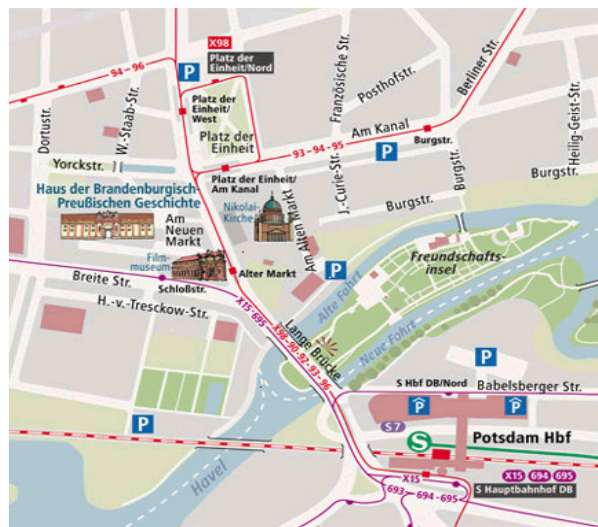 X98
Platz der
Einheit/Nord
94-96
P
Platz der
Einheit/
West
Platz der
Einheit
Französische Str.
Posthofstr.
Berliner Str.
Dortustr.
W.-Staab-Str.
Am Kanal
93-94-95
Burgstr.
P
Heilig-Geist-Str.
Yorckstr.
Platz der Einheit/
Am Kanal
J.-Curie-Str.
Burgstr.
Burgstr.
Haus der Brandenburgisch-
Preußischen Geschichte
Nikolai-
Kirche
Am Alten Markt
Burgstr.
Am
Neuen
Markt
Film-
museum
Alter Markt
P
Freundschafts-
insel
Breite Str.
Schloßstr.
H.-v.-Tresckow-Str.
X15-695
X98-90-92-93-96
Lange Brücke
Alte Fahrt
Neue Fahrt
P
S Hbf DB/Nord
Babelsberger Str.
P
P
P
S7
S
Potsdam Hbf
Havel
X15
X15 694 695
693-694-695
S Hauptbahnhof DB